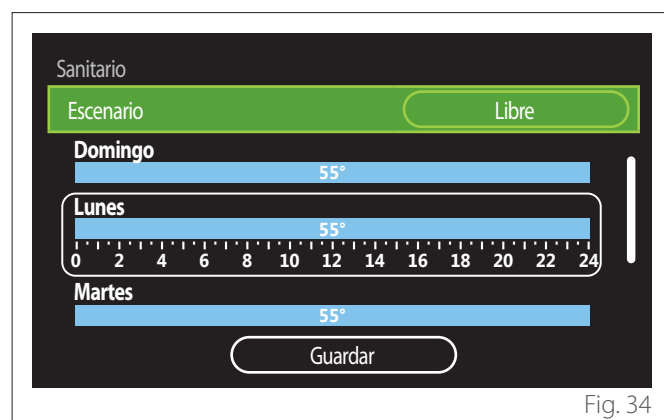 Sanitario
Escenario Libre
Domingo
55°
Lunes
55°
0 2 4 6 8 10 12 14 16 18 20 22 24
Martes
55°
Guardar
Fig. 34